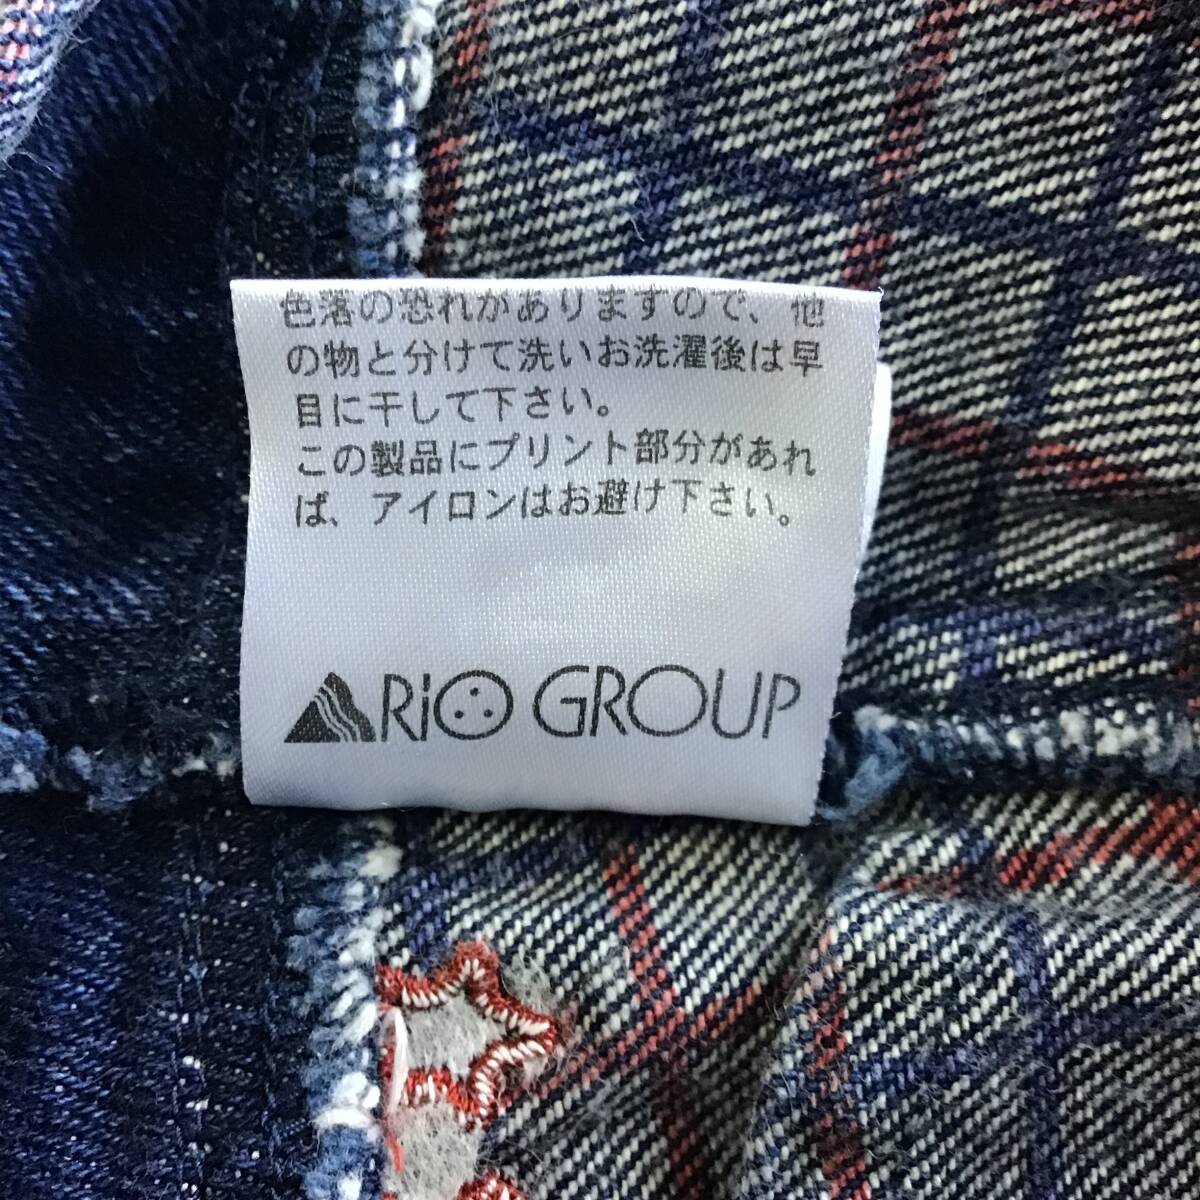 色落の恐れがありますので、他
の物と分けて洗いお洗濯後は早
目に干して下さい。
この製品にプリント部分があれ
ば、アイロンはお避け下さい。
ARiO GROUP